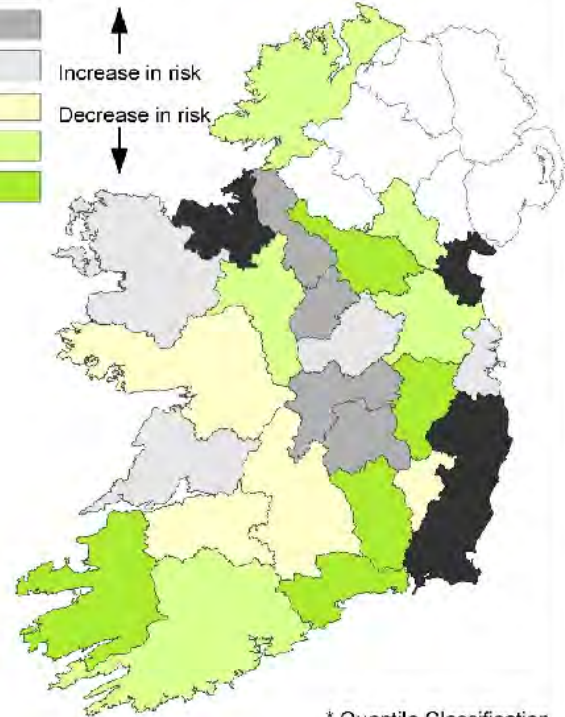 Increase in risk
Decrease in risk
* Quantile Classification